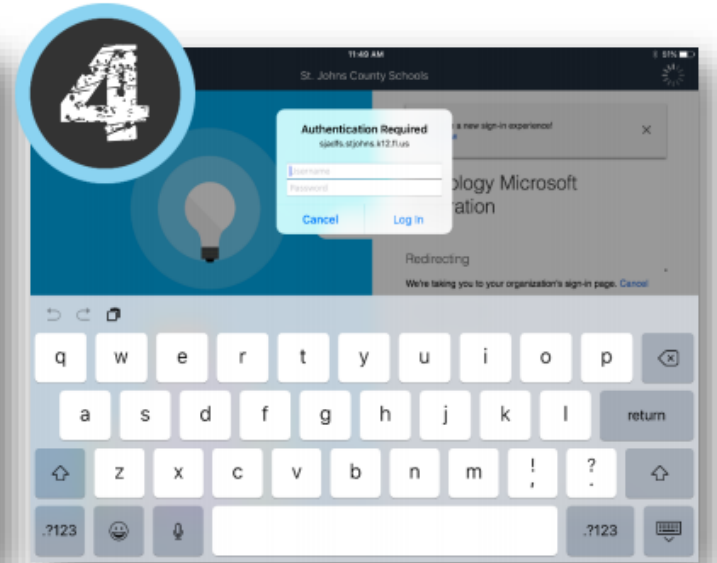 4
11:49 AM
51%
St. Johns County Schools
Authentication Required
sjadfs.stjohns.k12.fl.us
Username
Password
Cancel
Log In
a new sign-in experience!
ology Microsoft
ration
Redirecting
We're taking you to your organization's sign-in page. Cancel
q w e r t y u i o p
a s d f g h j k l return
z x c v b n m ! , ? .
.?123 .?123